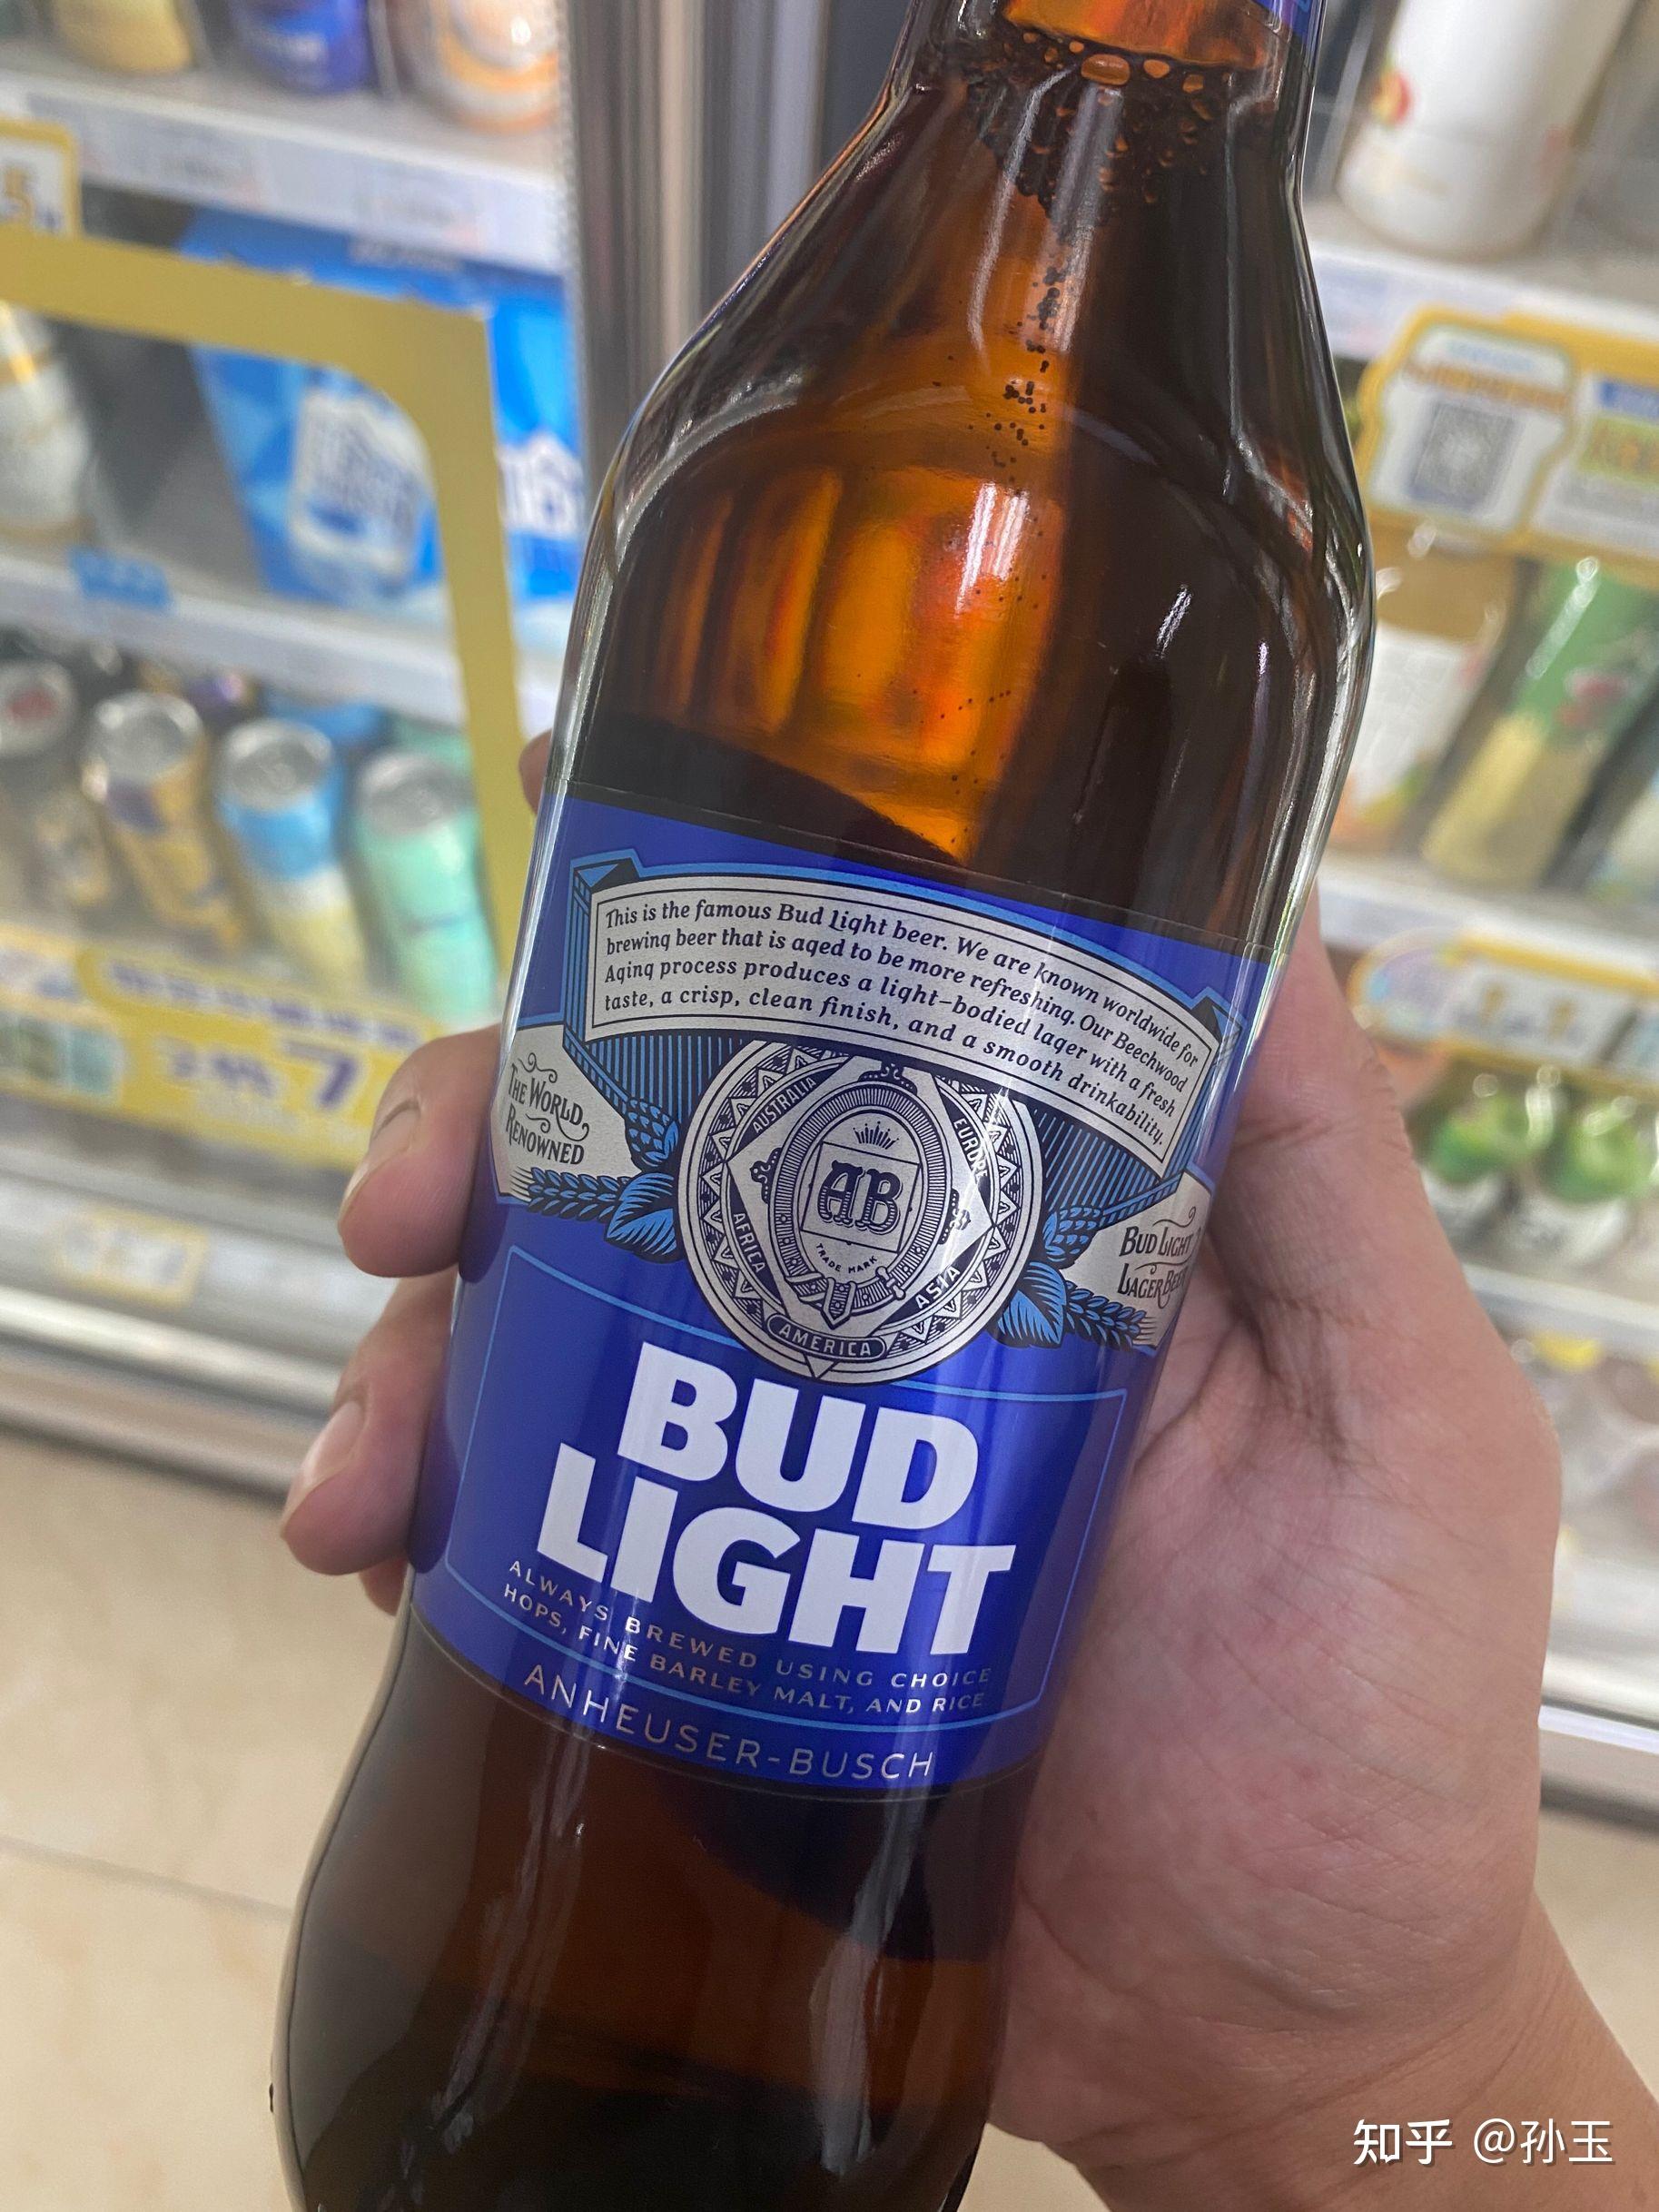 This is the famous Bud Light beer. We are known worldwide for
brewing beer that is aged to be more refreshing. Our Beechwood
Aging process produces a light-bodied lager with a fresh
taste, a crisp, clean finish, and a smooth drinkability.
THE WORLD
RENOWNED
AUSTRALIA
EUROPE
AB
TRADE MARK
AFRICA
ASIA
AMERICA
BUD LIGHT
LAGER
BUD
LIGHT
ALWAYS BREWED USING CHOICE
HOPS, FINE BARLEY MALT, AND RICE
ANHEUSER-BUSCH
7
知乎 @孙玉